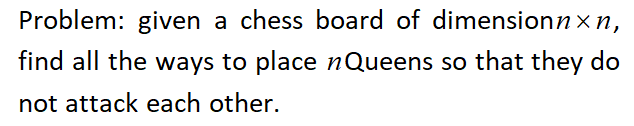 Problem: given a chess board of dimensionn×n,
find all the ways to place nQueens so that they do
not attack each other.